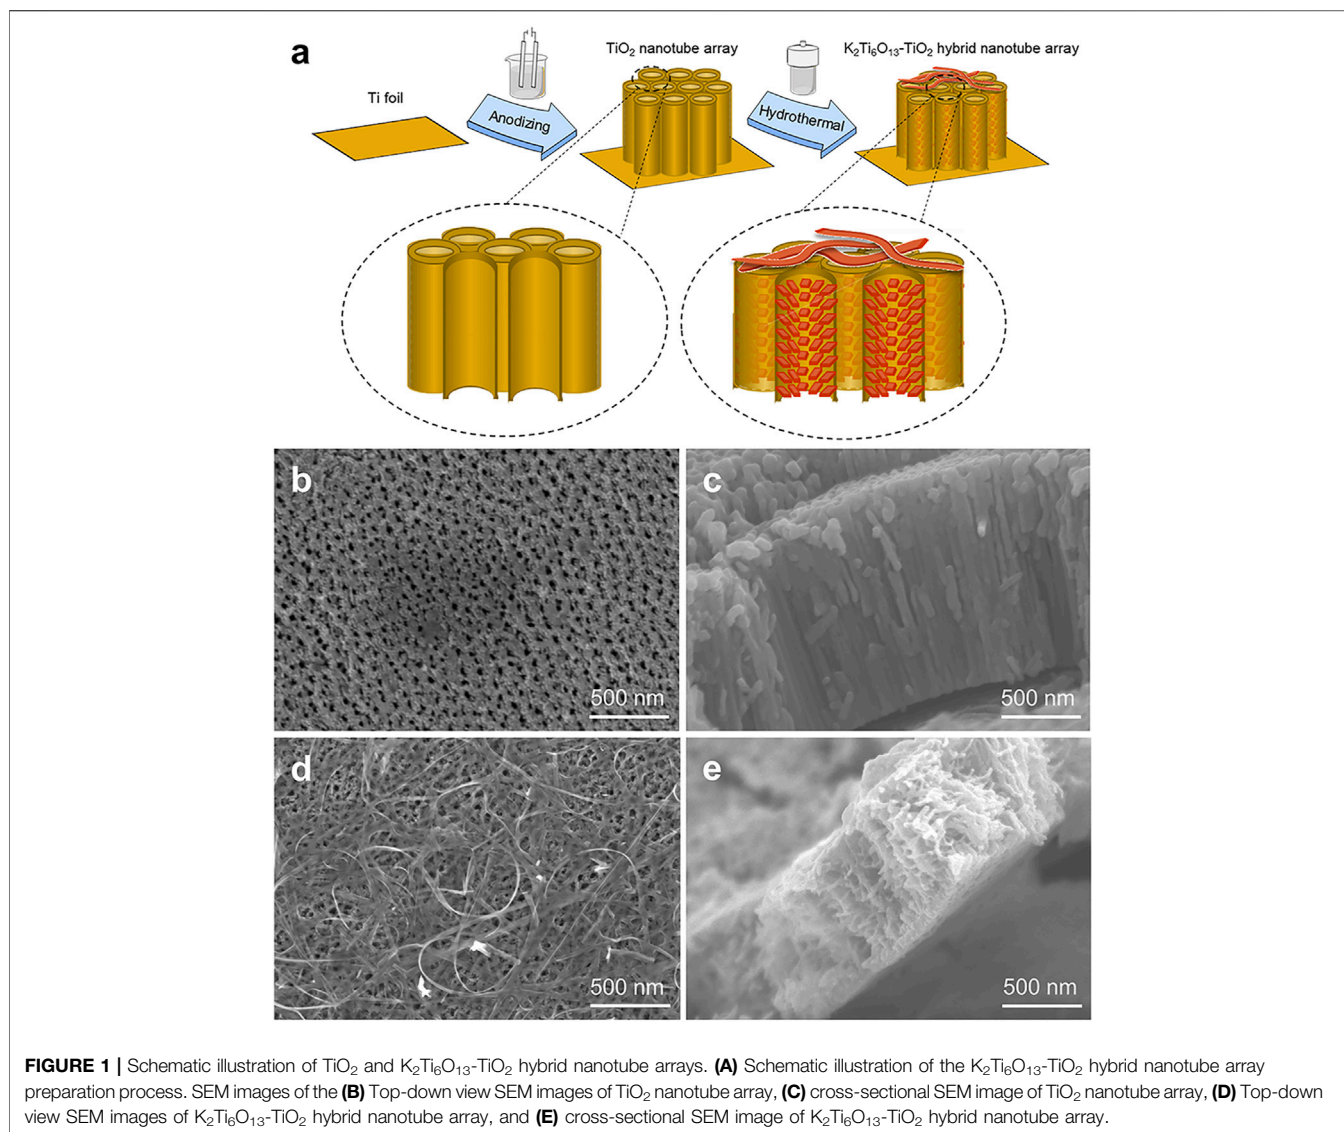 a
TiO₂ nanotube array
K₂Ti₆O₁₃-TiO₂ hybrid nanotube array
Ti foil
Anodizing
Hydrothermal
b
500 nm
c
500 nm
d
500 nm
e
500 nm
FIGURE 1 | Schematic illustration of TiO₂ and K₂Ti₆O₁₃-TiO₂ hybrid nanotube arrays. (A) Schematic illustration of the K₂Ti₆O₁₃-TiO₂ hybrid nanotube array
preparation process. SEM images of the (B) Top-down view SEM images of TiO₂ nanotube array, (C) cross-sectional SEM image of TiO₂ nanotube array, (D) Top-down
view SEM images of K₂Ti₆O₁₃-TiO₂ hybrid nanotube array, and (E) cross-sectional SEM image of K₂Ti₆O₁₃-TiO₂ hybrid nanotube array.